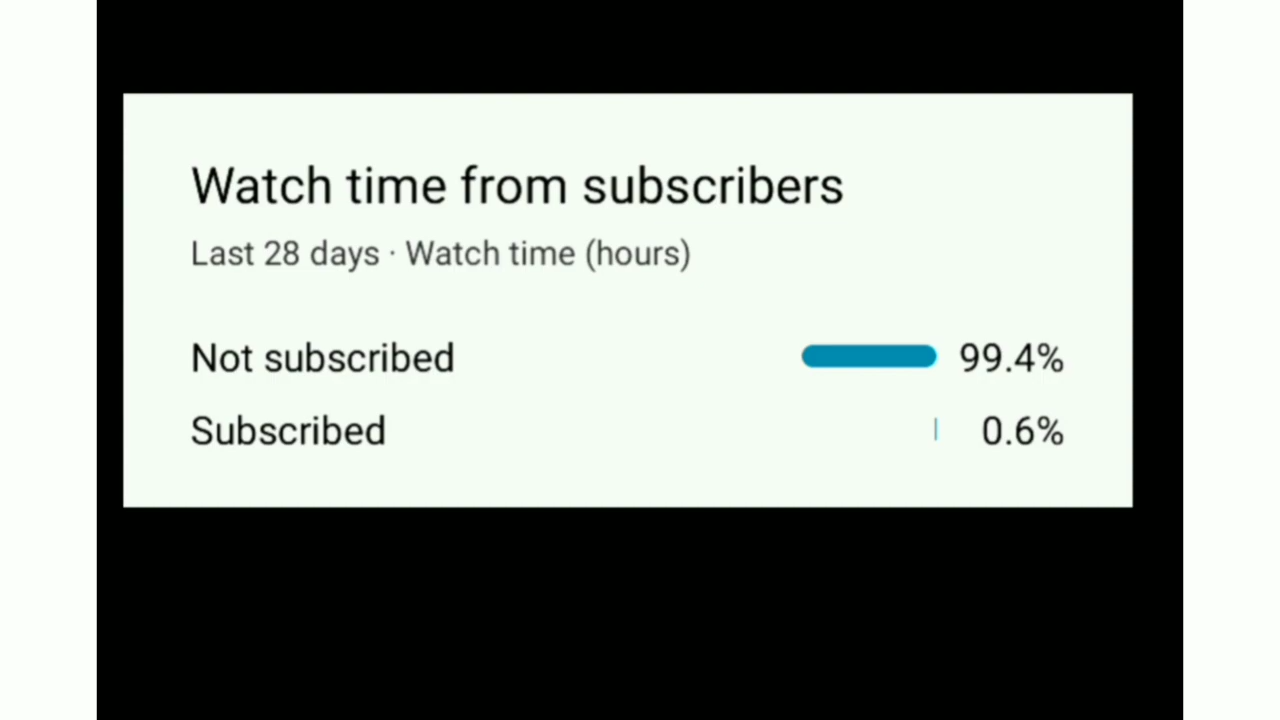 Watch time from subscribers
Last 28 days · Watch time (hours)
Not subscribed 99.4%
Subscribed 0.6%